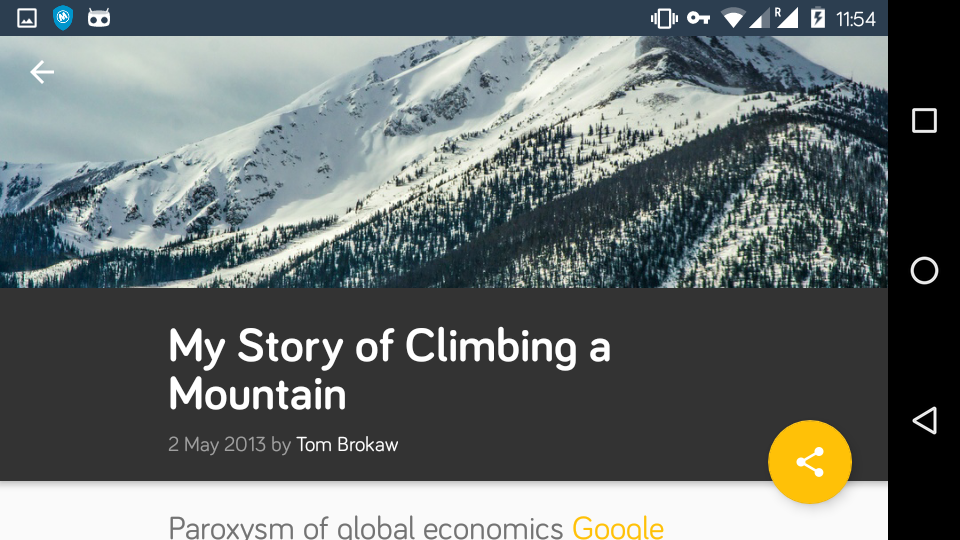 R
11:54
My Story of Climbing a
Mountain
2 May 2013 by Tom Brokaw
Paroxysm of global economics Google